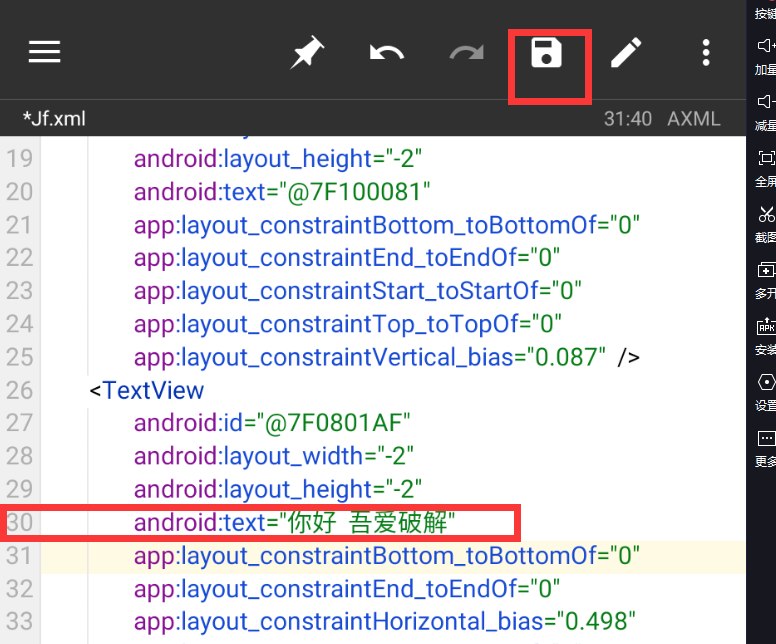 *Jf.xml 31:40 AXML
19 android:layout_height="-2"
20 android:text="@7F100081"
21 app:layout_constraintBottom_toBottomOf="0"
22 app:layout_constraintEnd_toEndOf="0"
23 app:layout_constraintStart_toStartOf="0"
24 app:layout_constraintTop_toTopOf="0"
25 app:layout_constraintVertical_bias="0.087" />
26 <TextView
27 android:id="@7F0801AF"
28 android:layout_width="-2"
29 android:layout_height="-2"
30 android:text="你好 吾爱破解"
31 app:layout_constraintBottom_toBottomOf="0"
32 app:layout_constraintEnd_toEndOf="0"
33 app:layout_constraintHorizontal_bias="0.498"
按键
加量
减量
全屏
截图
多开
APK
安装
设置
更多